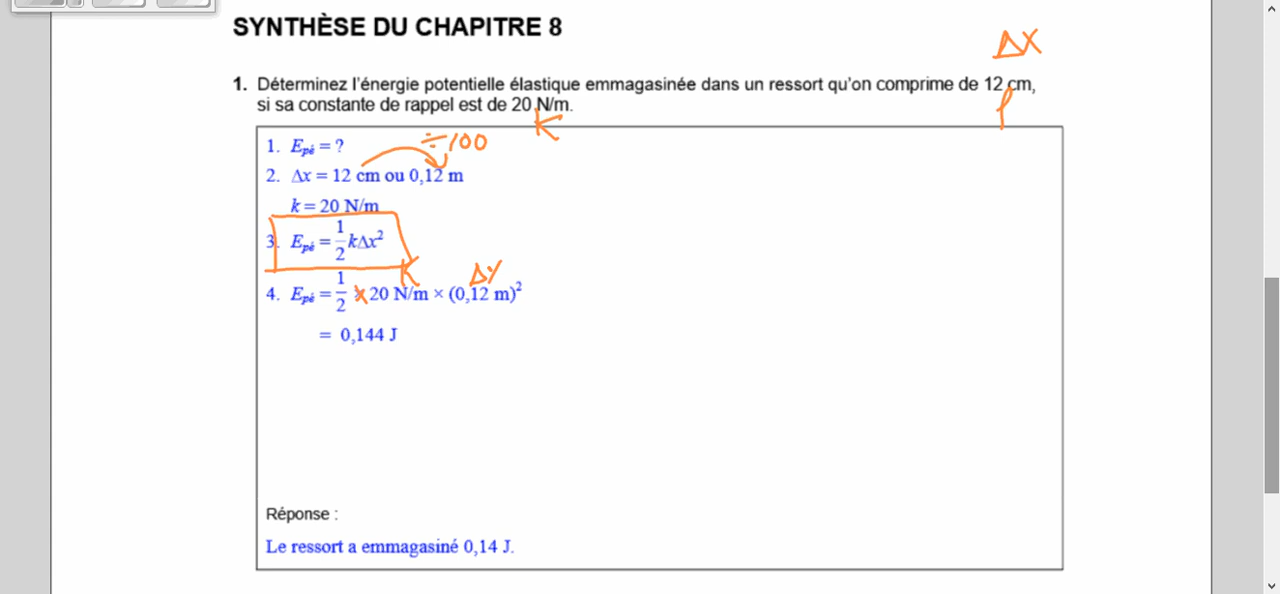 SYNTHÈSE DU CHAPITRE 8
ΔX
1. Déterminez l'énergie potentielle élastique emmagasinée dans un ressort qu'on comprime de 12 cm,
si sa constante de rappel est de 20 N/m.
K
1. Epé = ?
÷100
2. Δx = 12 cm ou 0,12 m
k = 20 N/m
3. Epé = 1/2 kΔx²
K ΔX
4. Epé = 1/2 × 20 N/m × (0,12 m)²
= 0,144 J
Réponse :
Le ressort a emmagasiné 0,14 J.